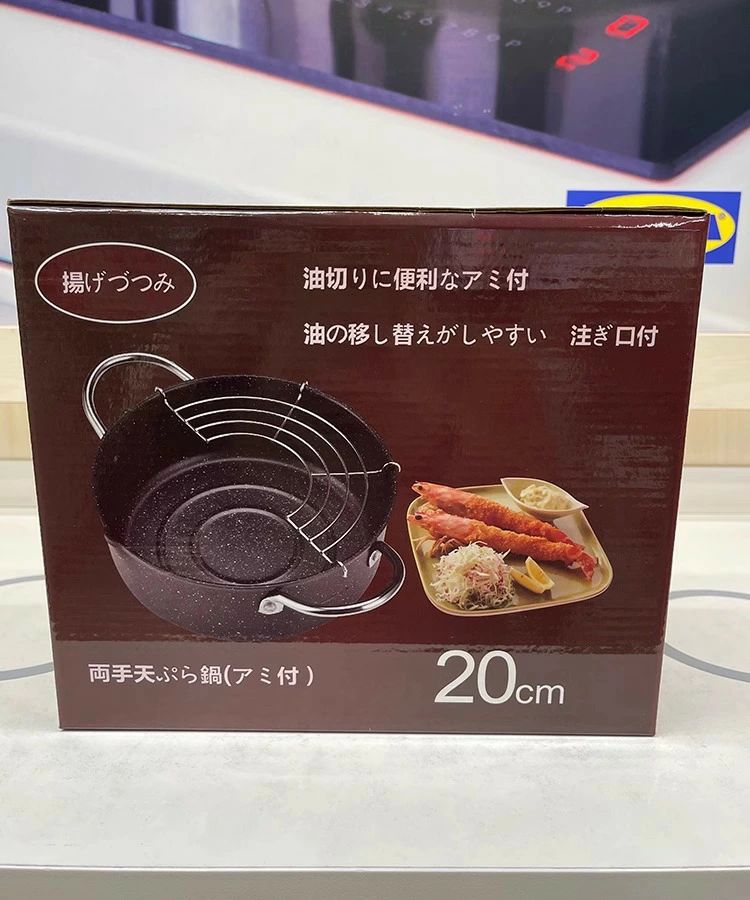 揚げづつみ
油切りに便利なアミ付
油の移し替えがしやすい 注ぎ口付
両手天ぷら鍋(アミ付)
20cm